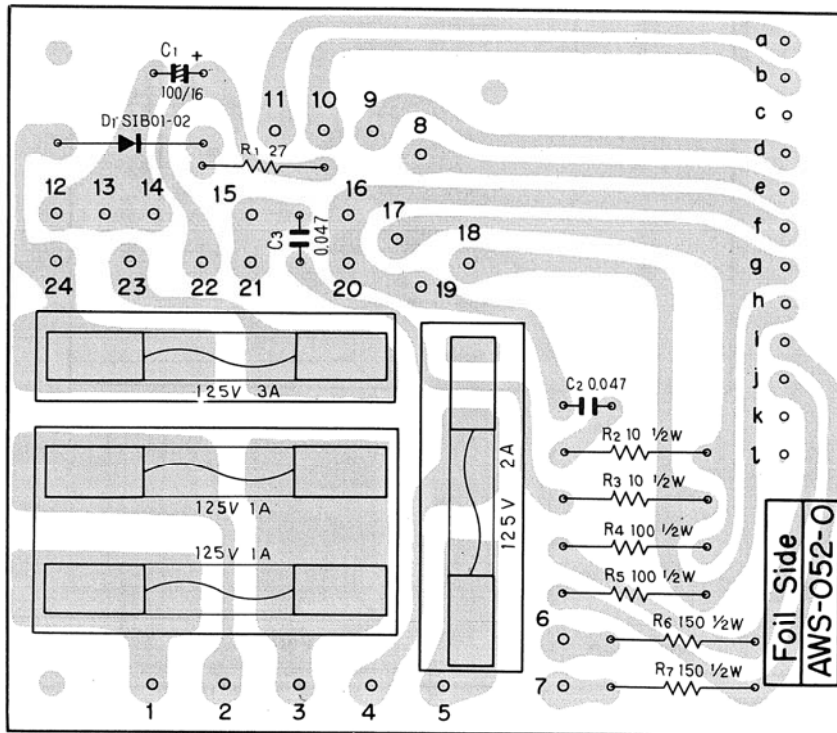 C1 +
100/16
D1 SIB01-02
11 10 9 8
R1 27
12 13 14 15 16 17 18
C3 0.047
24 23 22 21 20 19
a
b
c
d
e
f
g
h
i
j
k
l
125V 3A
125V 1A
125V 1A
125V 2A
C2 0.047
R2 10 1/2W
R3 10 1/2W
R4 100 1/2W
R5 100 1/2W
R6 150 1/2W
R7 150 1/2W
6
7
1 2 3 4 5
Foil Side
AWS-052-0